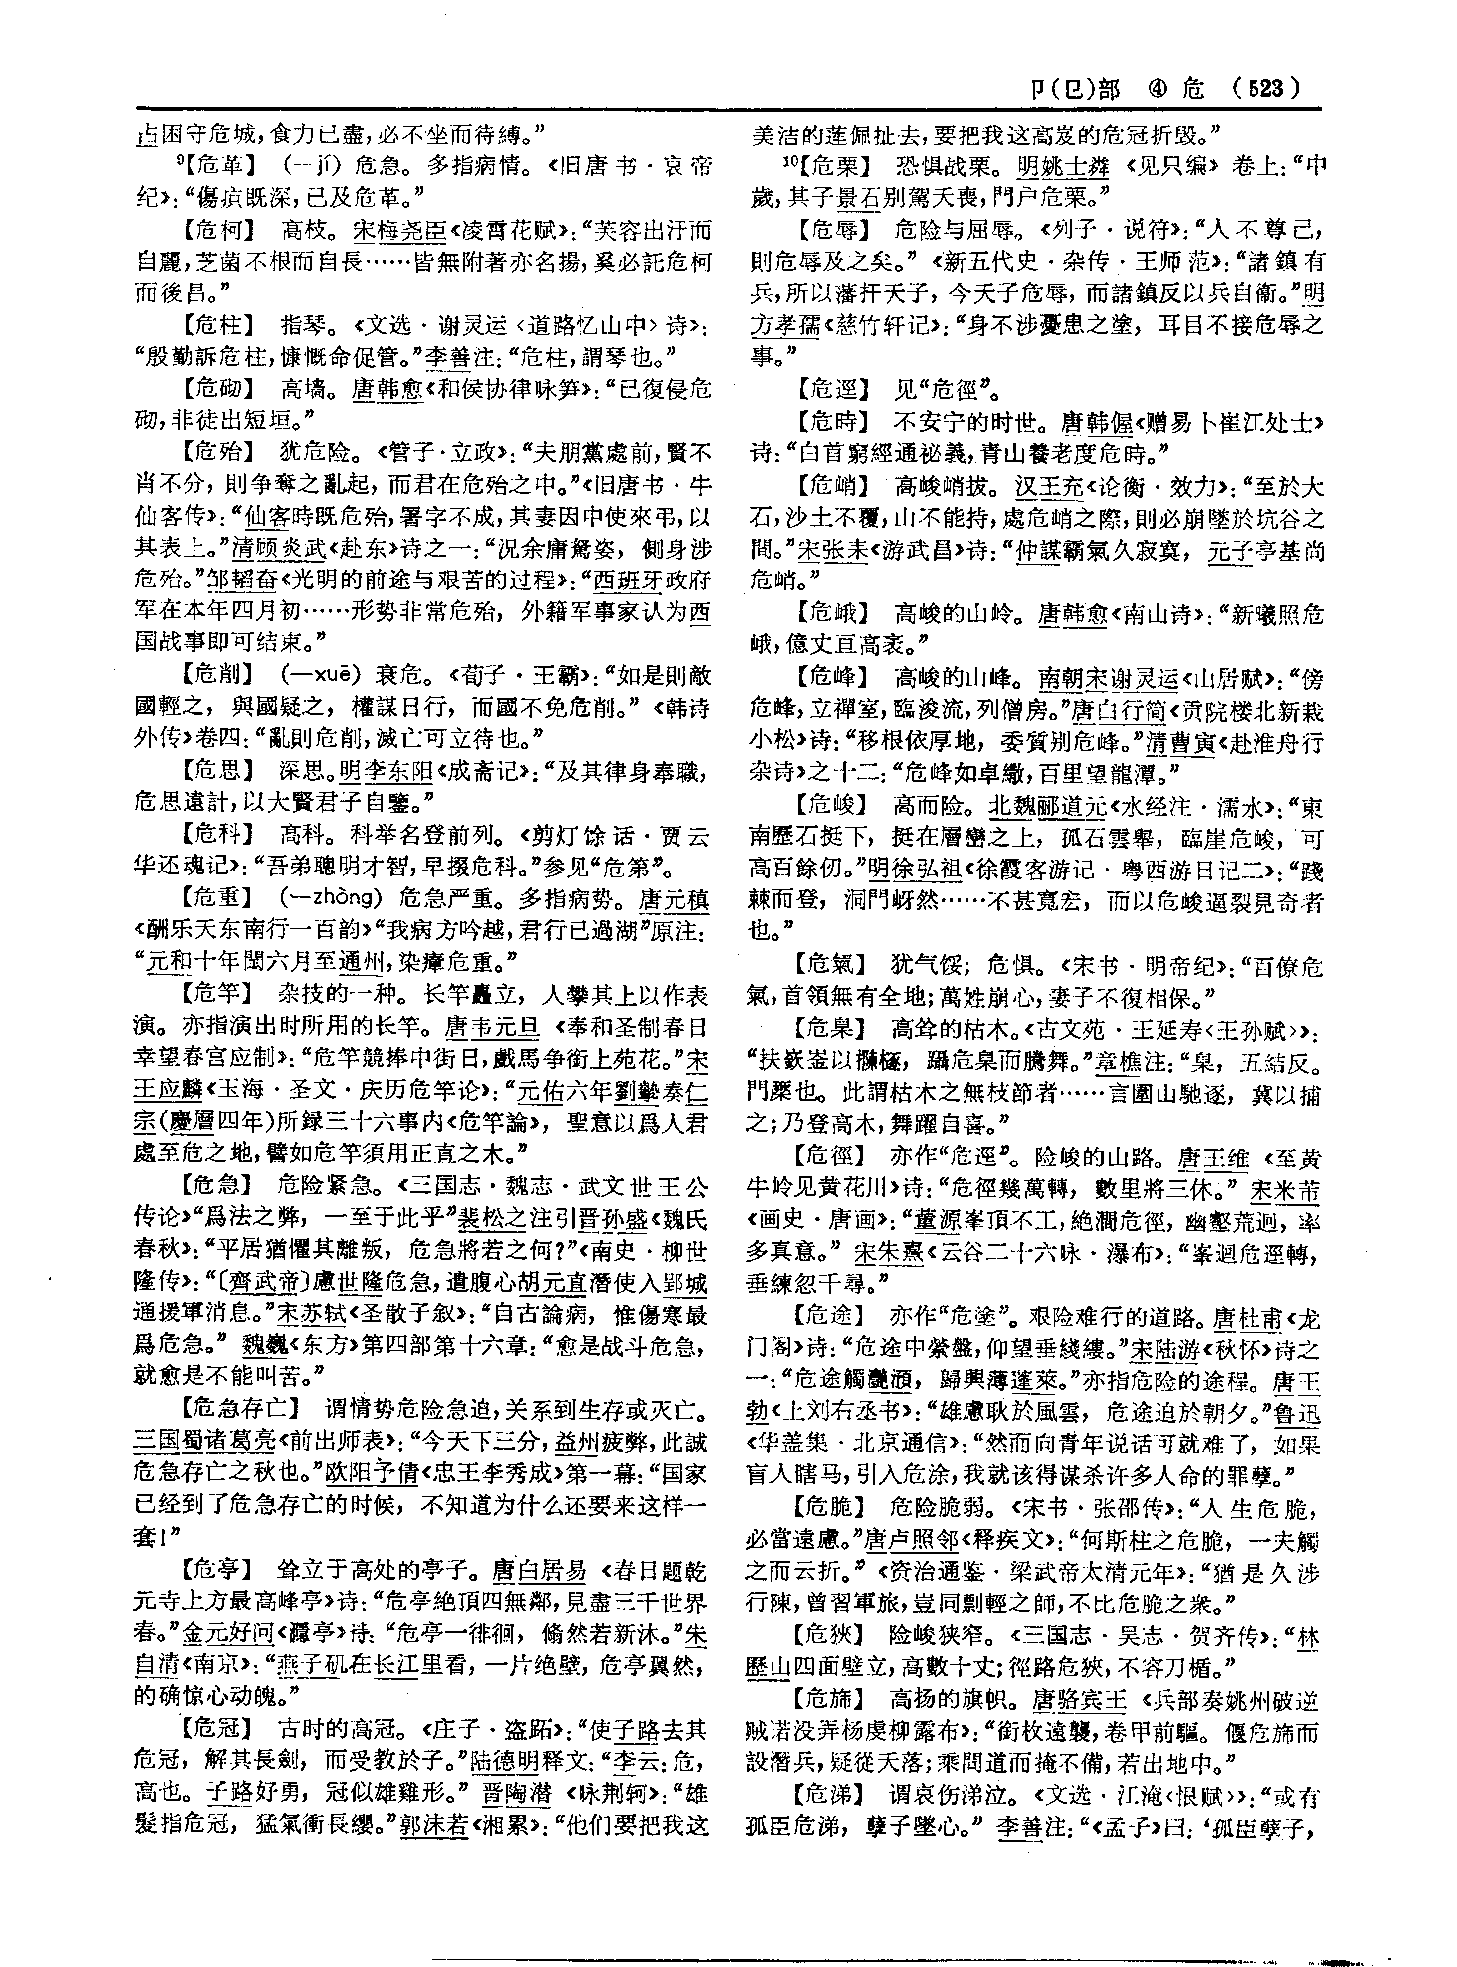 卩(㔾)部 ④ 危 (523)
占困守危城，食力已盡，必不坐而待縛。”
⁹【危革】 (—jí) 危急。多指病情。《旧唐书·哀帝
纪》：“傷痍既深，已及危革。”
【危柯】 高枝。宋梅尧臣《凌霄花赋》：“芙容出汙而
自麗，芝菌不根而自長……皆無附著亦名揚，奚必託危柯
而後昌。”
【危柱】 指琴。《文选·谢灵运〈道路忆山中〉诗》：
“殷勤訴危柱，慷慨命促管。”李善注：“危柱，謂琴也。”
【危砌】 高墙。唐韩愈《和侯协律咏笋》：“已復侵危
砌，非徒出短垣。”
【危殆】 犹危险。《管子·立政》：“夫朋黨處前，賢不
肖不分，則争奪之亂起，而君在危殆之中。”《旧唐书·牛
仙客传》：“仙客時既危殆，署字不成，其妻因中使來弔，以
其表上。”清顾炎武《赴东》诗之一：“況余庸駑姿，側身涉
危殆。”邹韬奋《光明的前途与艰苦的过程》：“西班牙政府
军在本年四月初……形势非常危殆，外籍军事家认为西
国战事即可结束。”
【危削】 (—xuē) 衰危。《荀子·王霸》：“如是則敵
國輕之，與國疑之，權謀日行，而國不免危削。”《韩诗
外传》卷四：“亂則危削，滅亡可立待也。”
【危思】 深思。明李东阳《成斋记》：“及其律身奉職，
危思遠計，以大賢君子自鑒。”
【危科】 高科。科举名登前列。《剪灯馀话·贾云
华还魂记》：“吾弟聰明才智，早掇危科。”参见“危第”。
【危重】 (—zhòng) 危急严重。多指病势。唐元稹
《酬乐天东南行一百韵》“我病方吟越，君行已過湖”原注：
“元和十年閏六月至通州，染瘴危重。”
【危竿】 杂技的一种。长竿矗立，人攀其上以作表
演。亦指演出时所用的长竿。唐韦元旦《奉和圣制春日
幸望春宫应制》：“危竿競捧中街日，戲馬争銜上苑花。”宋
王应麟《玉海·圣文·庆历危竿论》：“元佑六年劉摯奏仁
宗(慶曆四年)所録三十六事内《危竿論》，聖意以爲人君
處至危之地，譬如危竿須用正直之木。”
【危急】 危险紧急。《三国志·魏志·武文世王公
传论》“爲法之弊，一至于此乎”裴松之注引晋孙盛《魏氏
春秋》：“平居猶懼其離叛，危急將若之何？”《南史·柳世
隆传》：“〔齊武帝〕慮世隆危急，遣腹心胡元直潛使入郢城
通援軍消息。”宋苏轼《圣散子叙》：“自古論病，惟傷寒最
爲危急。”魏巍《东方》第四部第十六章：“愈是战斗危急，
就愈是不能叫苦。”
【危急存亡】 谓情势危险急迫，关系到生存或灭亡。
三国蜀诸葛亮《前出师表》：“今天下三分，益州疲弊，此誠
危急存亡之秋也。”欧阳予倩《忠王李秀成》第一幕：“国家
已经到了危急存亡的时候，不知道为什么还要来这样一
套！”
【危亭】 耸立于高处的亭子。唐白居易《春日题乾
元寺上方最高峰亭》诗：“危亭絶頂四無鄰，見盡三千世界
春。”金元好问《亭》诗：“危亭一徘徊，翛然若新沐。”朱
自清《南京》：“燕子矶在长江里看，一片绝壁，危亭翼然，
的确惊心动魄。”
【危冠】 古时的高冠。《庄子·盗跖》：“使子路去其
危冠，解其長劍，而受教於子。”陆德明释文：“李云：危，
高也。子路好勇，冠似雄雞形。”晋陶潜《咏荆轲》：“雄
髮指危冠，猛氣衝長纓。”郭沫若《湘累》：“他们要把我这
美洁的莲佩扯去，要把我这高岌的危冠折毁。”
¹⁰【危栗】 恐惧战栗。明姚士粦《见只编》卷上：“中
歲，其子景石别駕夭喪，門户危栗。”
【危辱】 危险与屈辱。《列子·说符》：“人不尊己，
則危辱及之矣。”《新五代史·杂传·王师范》：“諸鎮有
兵，所以藩扞天子，今天子危辱，而諸鎮反以兵自衛。”明
方孝孺《慈竹轩记》：“身不涉憂患之塗，耳目不接危辱之
事。”
【危逕】 见“危徑”。
【危時】 不安宁的时世。唐韩偓《赠易卜崔江处士》
诗：“白首窮經通祕義，青山養老度危時。”
【危峭】 高峻峭拔。汉王充《论衡·效力》：“至於大
石，沙土不覆，山不能持，處危峭之際，則必崩墜於坑谷之
間。”宋张耒《游武昌》诗：“仲謀霸氣久寂寞，元子亭基尚
危峭。”
【危峨】 高峻的山岭。唐韩愈《南山诗》：“新曦照危
峨，億丈亘高袤。”
【危峰】 高峻的山峰。南朝宋谢灵运《山居赋》：“傍
危峰，立禪室，臨浚流，列僧房。”唐白行简《贡院楼北新栽
小松》诗：“移根依厚地，委質别危峰。”清曹寅《赴淮舟行
杂诗》之十二：“危峰如卓繖，百里望龍潭。”
【危峻】 高而险。北魏郦道元《水经注·濡水》：“東
南歷石挺下，挺在層巒之上，孤石雲舉，臨崖危峻，可
高百餘仞。”明徐弘祖《徐霞客游记·粤西游日记二》：“踐
棘而登，洞門岈然……不甚寬宏，而以危峻逼裂見奇者
也。”
【危氣】 犹气馁；危惧。《宋书·明帝纪》：“百僚危
氣，首領無有全地；萬姓崩心，妻子不復相保。”
【危臬】 高耸的枯木。《古文苑·王延寿〈王孙赋〉》：
“扶嶔崟以，躡危臬而騰舞。”章樵注：“臬，五結反。
門橜也。此謂枯木之無枝節者……言圍山馳逐，冀以捕
之；乃登高木，舞躍自喜。”
【危徑】 亦作“危逕”。险峻的山路。唐王维《至黄
牛岭见黄花川》诗：“危徑幾萬轉，數里將三休。”宋米芾
《画史·唐画》：“董源峯頂不工，絶澗危徑，幽壑荒迥，率
多真意。”宋朱熹《云谷二十六咏·瀑布》：“峯迴危逕轉，
垂練忽千尋。”
【危途】 亦作“危塗”。艰险难行的道路。唐杜甫《龙
门阁》诗：“危途中縈盤，仰望垂綫縷。”宋陆游《秋怀》诗之
一：“危途觸灩澦，歸興薄蓬萊。”亦指危险的途程。唐王
勃《上刘右丞书》：“雄慮耿於風雲，危途迫於朝夕。”鲁迅
《华盖集·北京通信》：“然而向青年说话可就难了，如果
盲人瞎马，引入危途，我就该得谋杀许多人命的罪孽。”
【危脆】 危险脆弱。《宋书·张邵传》：“人生危脆，
必當遠慮。”唐卢照邻《释疾文》：“何斯柱之危脆，一夫觸
之而云折。”《资治通鉴·梁武帝太清元年》：“猶是久涉
行陳，曾習軍旅，豈同剽輕之師，不比危脆之衆。”
【危狹】 险峻狭窄。《三国志·吴志·贺齐传》：“林
歷山四面壁立，高數十丈；徑路危狹，不容刀楯。”
【危旆】 高扬的旗帜。唐骆宾王《兵部奏姚州破逆
贼诺没弄杨虔柳露布》：“銜枚遠襲，卷甲前驅。偃危旆而
設潛兵，疑從天落；乘間道而掩不備，若出地中。”
【危涕】 谓哀伤涕泣。《文选·江淹〈恨赋〉》：“或有
孤臣危涕，孽子墜心。”李善注：“《孟子》曰：‘孤臣孽子，